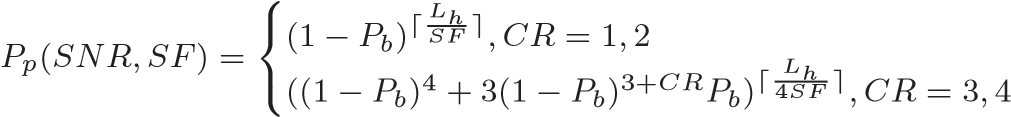 P_p(SNR, SF) = { (1 − P_b)^{⌈L_h/SF⌉}, CR = 1, 2
((1 − P_b)^4 + 3(1 − P_b)^{3+CR} P_b)^{⌈L_h/4SF⌉}, CR = 3, 4